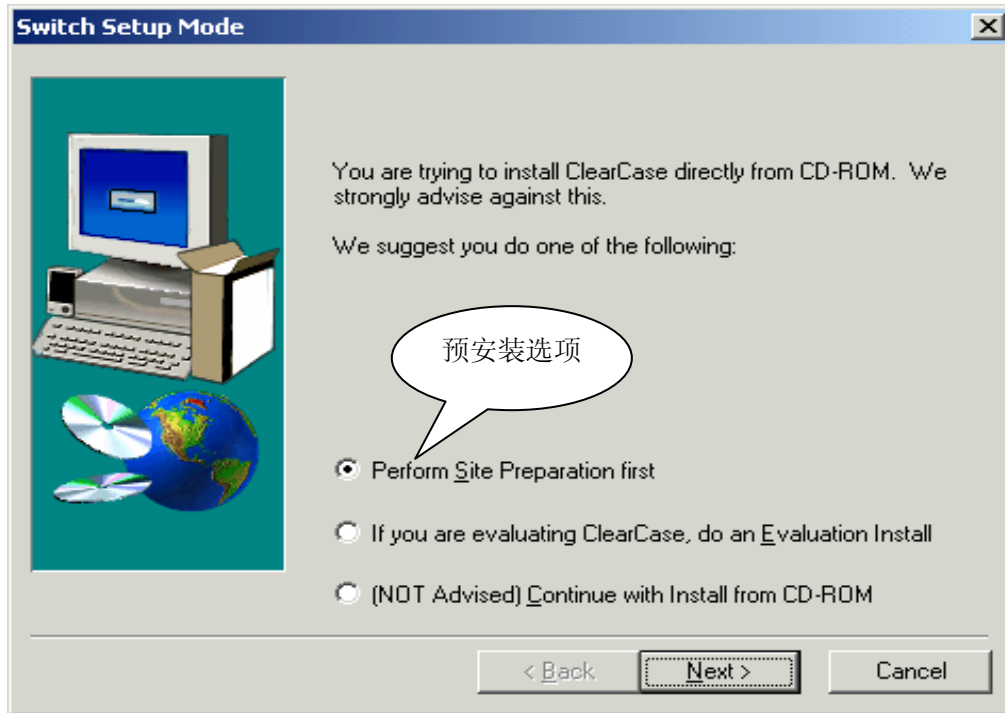 Switch Setup Mode
You are trying to install ClearCase directly from CD-ROM. We
strongly advise against this.
We suggest you do one of the following:
预安装选项
Perform Site Preparation first
If you are evaluating ClearCase, do an Evaluation Install
(NOT Advised) Continue with Install from CD-ROM
< Back
Next >
Cancel